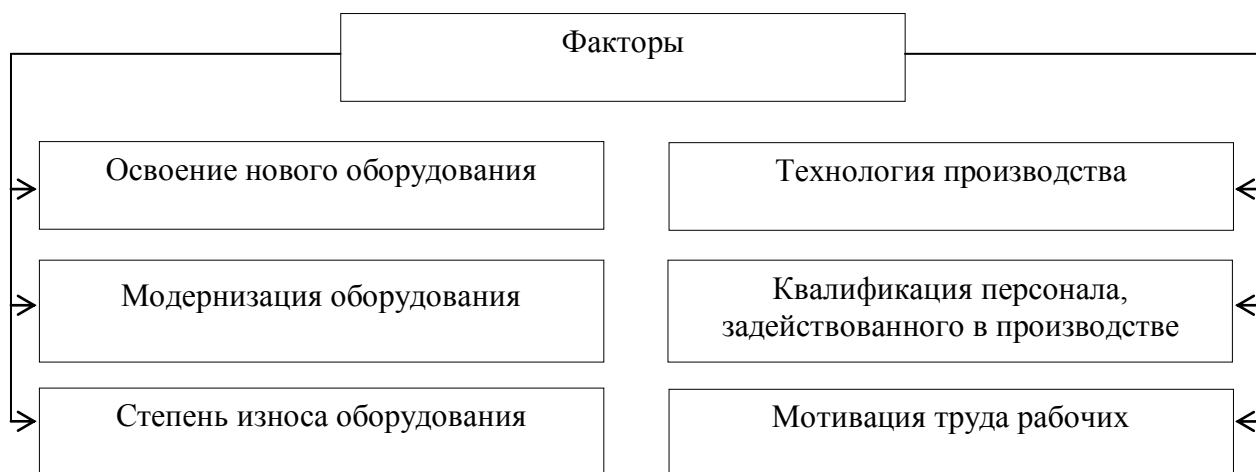 Факторы
Освоение нового оборудования
Технология производства
Модернизация оборудования
Квалификация персонала,
задействованного в производстве
Степень износа оборудования
Мотивация труда рабочих